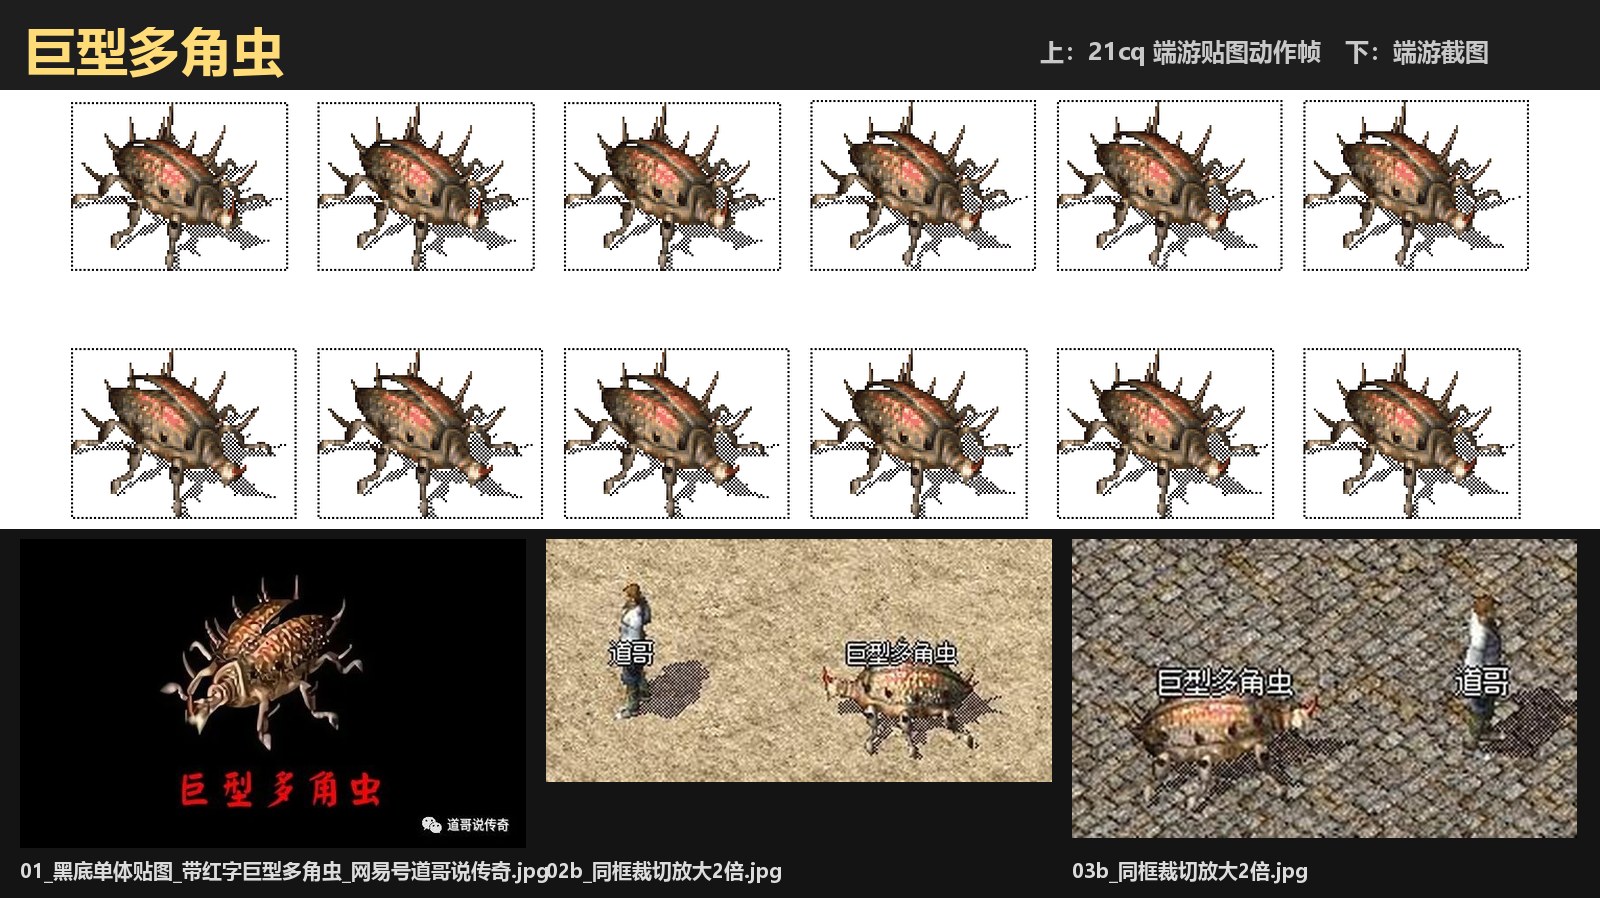 巨型多角虫
上：21cq 端游贴图动作帧　下：端游截图
巨型多角虫
道哥说传奇
道哥
巨型多角虫
巨型多角虫
道哥
01_黑底单体贴图_带红字巨型多角虫_网易号道哥说传奇.jpg
02b_同框裁切放大2倍.jpg
03b_同框裁切放大2倍.jpg